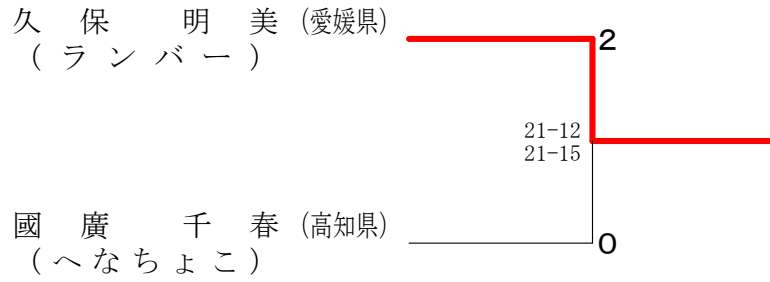 久保 明美 (愛媛県)
(ランバー)
2
21-12
21-15
國廣 千春 (高知県)
(へなちょこ)
0